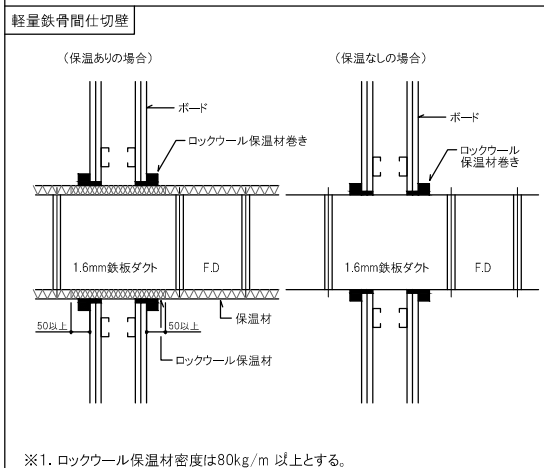 軽量鉄骨間仕切壁
(保温ありの場合)
(保温なしの場合)
ボード
ロックウール保温材巻き
ボード
ロックウール
保温材巻き
1.6mm鉄板ダクト
F.D
1.6mm鉄板ダクト
F.D
50以上
50以上
保温材
ロックウール保温材
※1. ロックウール保温材密度は80kg/m 以上とする。